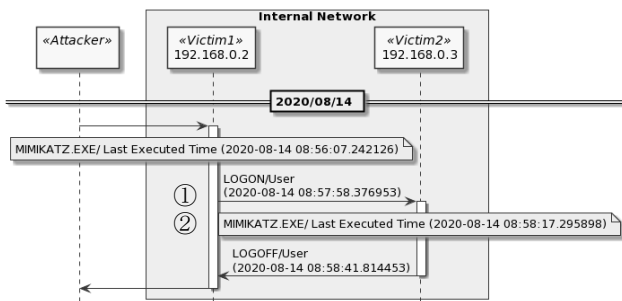 Internal Network
«Attacker»
«Victim1»
192.168.0.2
«Victim2»
192.168.0.3
2020/08/14
MIMIKATZ.EXE/ Last Executed Time (2020-08-14 08:56:07.242126)
LOGON/User
(2020-08-14 08:57:58.376953)
①
②
MIMIKATZ.EXE/ Last Executed Time (2020-08-14 08:58:17.295898)
LOGOFF/User
(2020-08-14 08:58:41.814453)